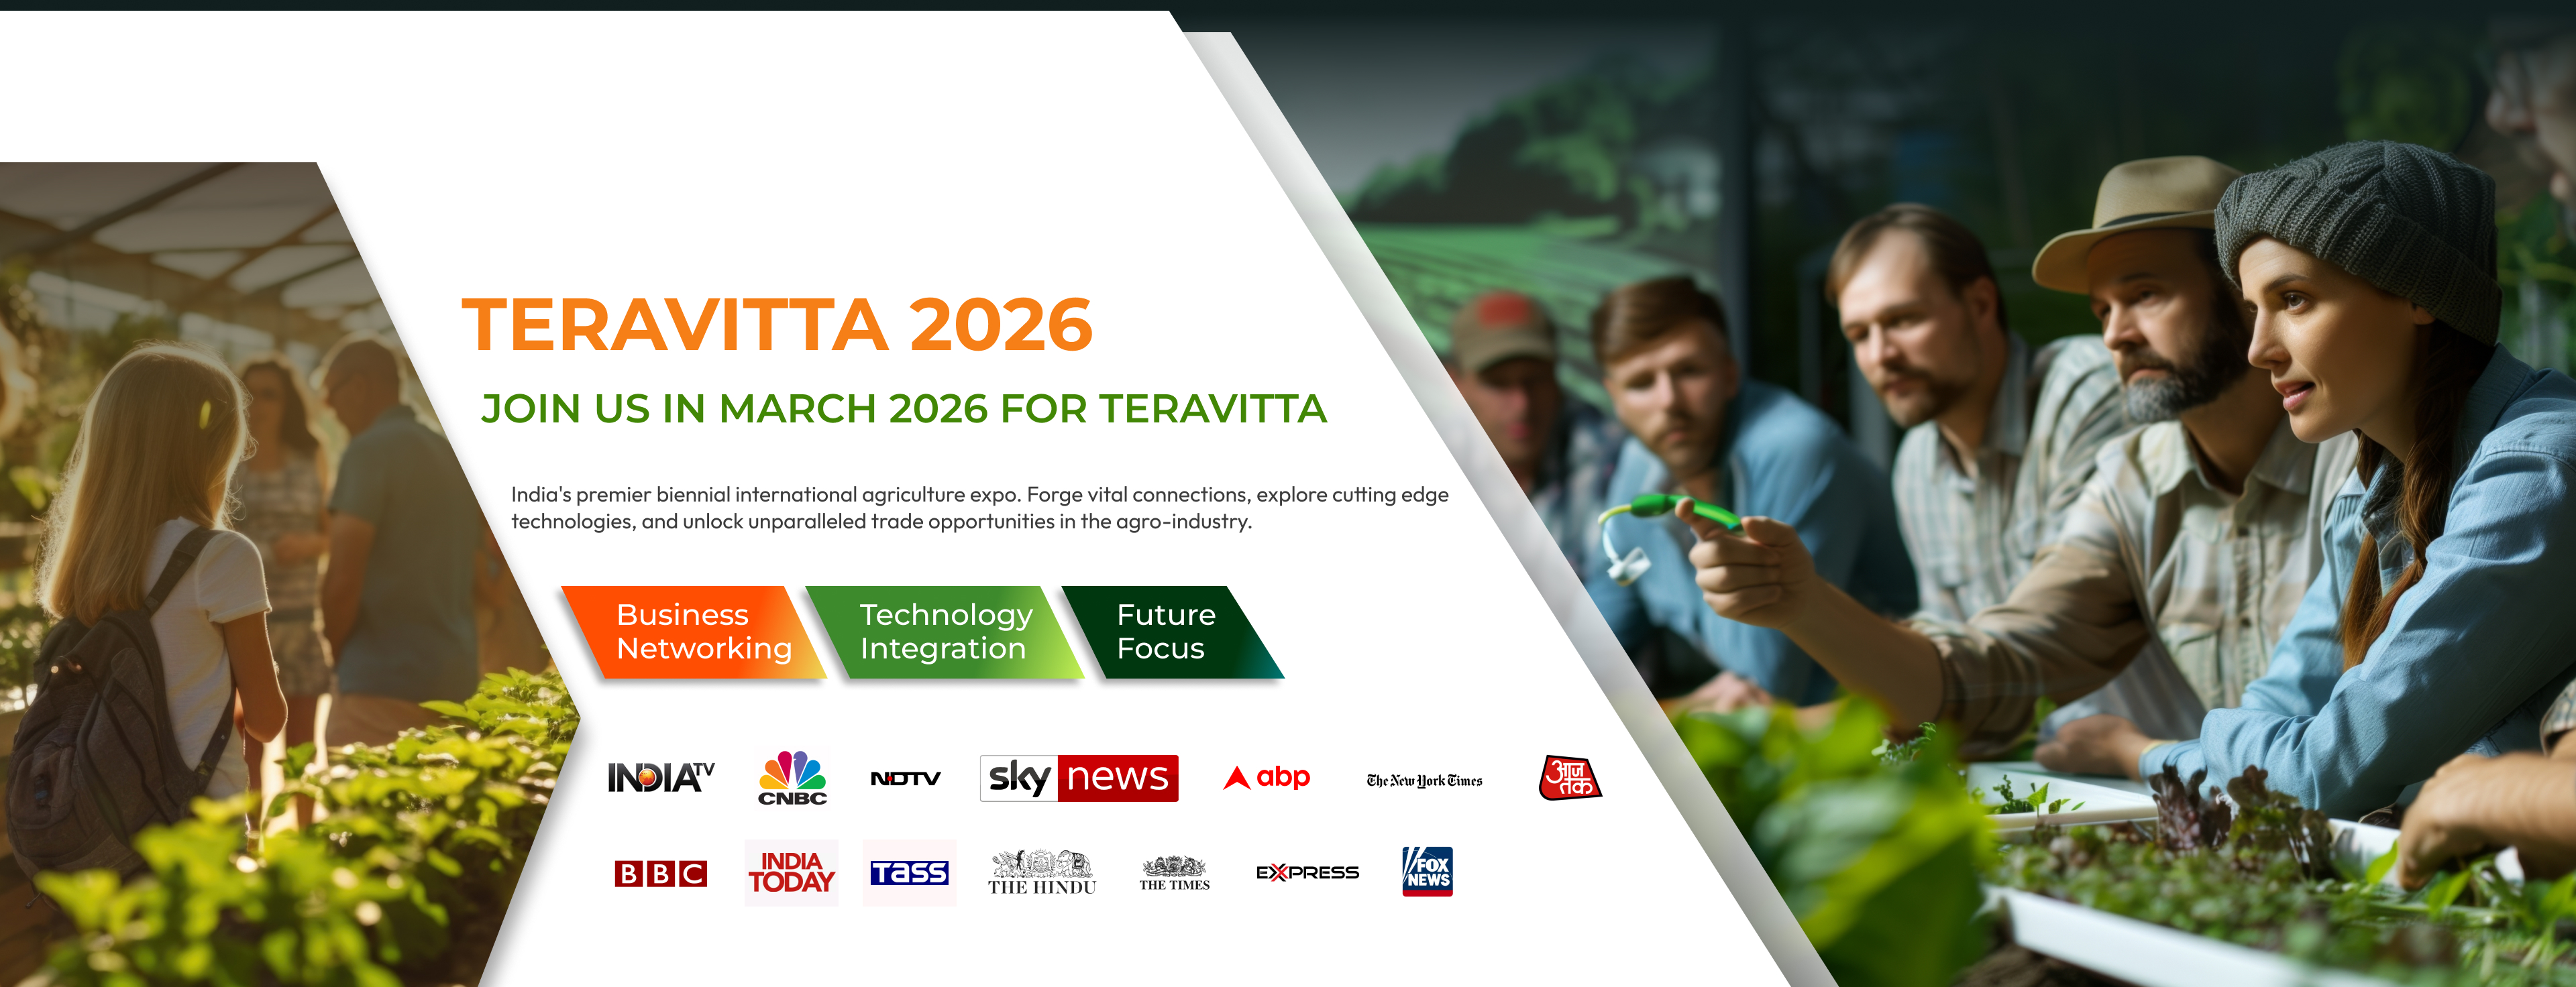 TERAVITTA 2026
JOIN US IN MARCH 2026 FOR TERAVITTA
India's premier biennial international agriculture expo. Forge vital connections, explore cutting edge
technologies, and unlock unparalleled trade opportunities in the agro-industry.
Business
Networking
Technology
Integration
Future
Focus
INDIA TV
CNBC
NDTV
sky news
abp
The New York Times
आज
तक
BBC
INDIA
TODAY
TASS
THE HINDU
THE TIMES
EXPRESS
FOX
NEWS